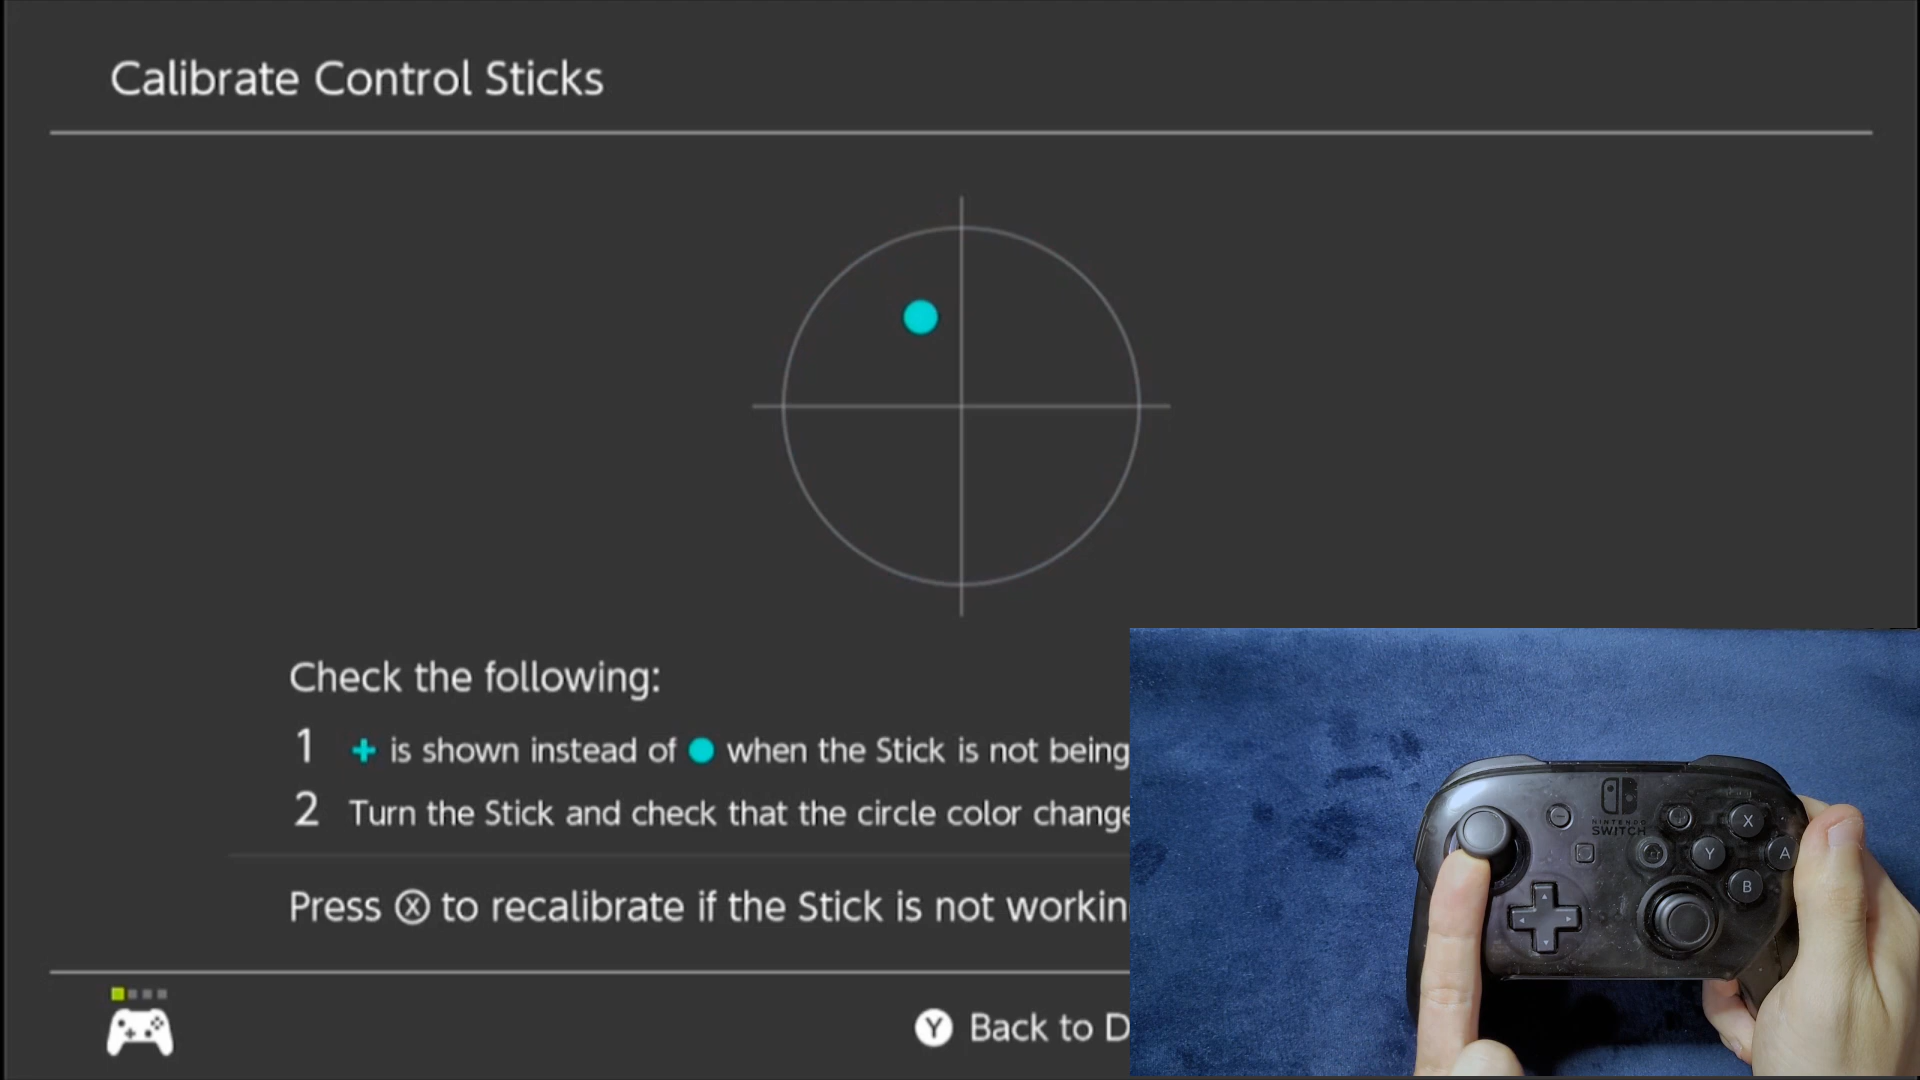 Calibrate Control Sticks
Check the following:
1 + is shown instead of ● when the Stick is not being
2 Turn the Stick and check that the circle color change
Press Ⓧ to recalibrate if the Stick is not workin
Ⓨ Back to D
NINTENDO
SWITCH
X
Y
A
B